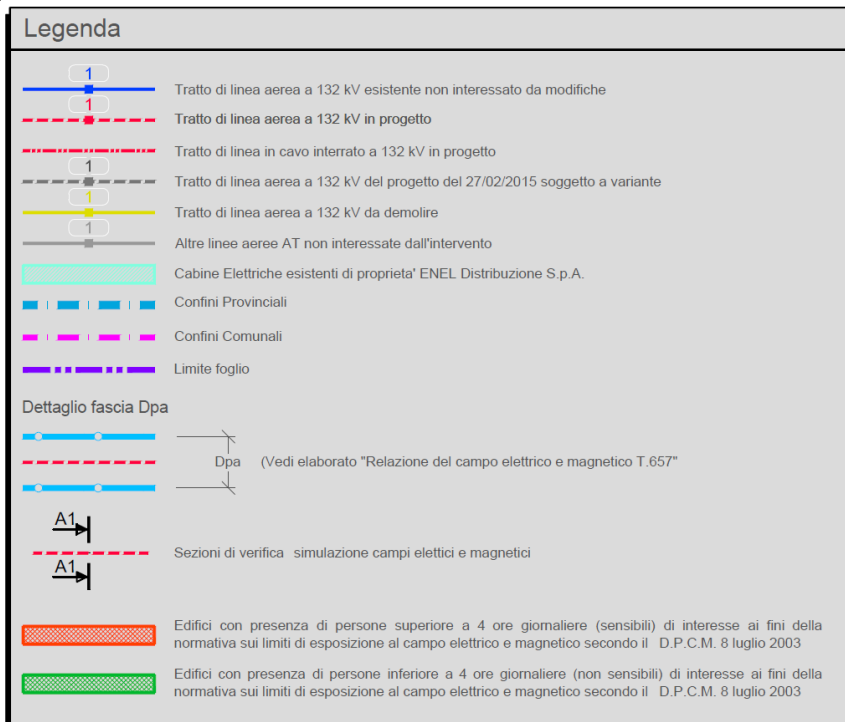 Legenda
1
Tratto di linea aerea a 132 kV esistente non interessato da modifiche
1
Tratto di linea aerea a 132 kV in progetto
Tratto di linea in cavo interrato a 132 kV in progetto
1
Tratto di linea aerea a 132 kV del progetto del 27/02/2015 soggetto a variante
1
Tratto di linea aerea a 132 kV da demolire
1
Altre linee aeree AT non interessate dall'intervento
Cabine Elettriche esistenti di proprieta' ENEL Distribuzione S.p.A.
Confini Provinciali
Confini Comunali
Limite foglio
Dettaglio fascia Dpa
Dpa (Vedi elaborato "Relazione del campo elettrico e magnetico T.657"
A1
Sezioni di verifica simulazione campi elettici e magnetici
A1
Edifici con presenza di persone superiore a 4 ore giornaliere (sensibili) di interesse ai fini della
normativa sui limiti di esposizione al campo elettrico e magnetico secondo il D.P.C.M. 8 luglio 2003
Edifici con presenza di persone inferiore a 4 ore giornaliere (non sensibili) di interesse ai fini della
normativa sui limiti di esposizione al campo elettrico e magnetico secondo il D.P.C.M. 8 luglio 2003